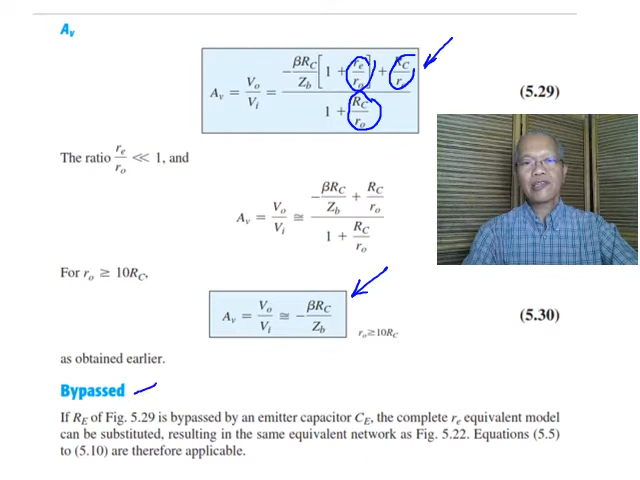 Av
Av = Vo/Vi = (-βRC/Zb [1 + re/ro] + RC/ro) / (1 + RC/ro)
(5.29)
The ratio re/ro ≪ 1, and
Av = Vo/Vi ≅ (-βRC/Zb + RC/ro) / (1 + RC/ro)
For ro ≥ 10RC,
Av = Vo/Vi ≅ -βRC/Zb
ro≥10RC
(5.30)
as obtained earlier.
Bypassed
If RE of Fig. 5.29 is bypassed by an emitter capacitor CE, the complete re equivalent model
can be substituted, resulting in the same equivalent network as Fig. 5.22. Equations (5.5)
to (5.10) are therefore applicable.